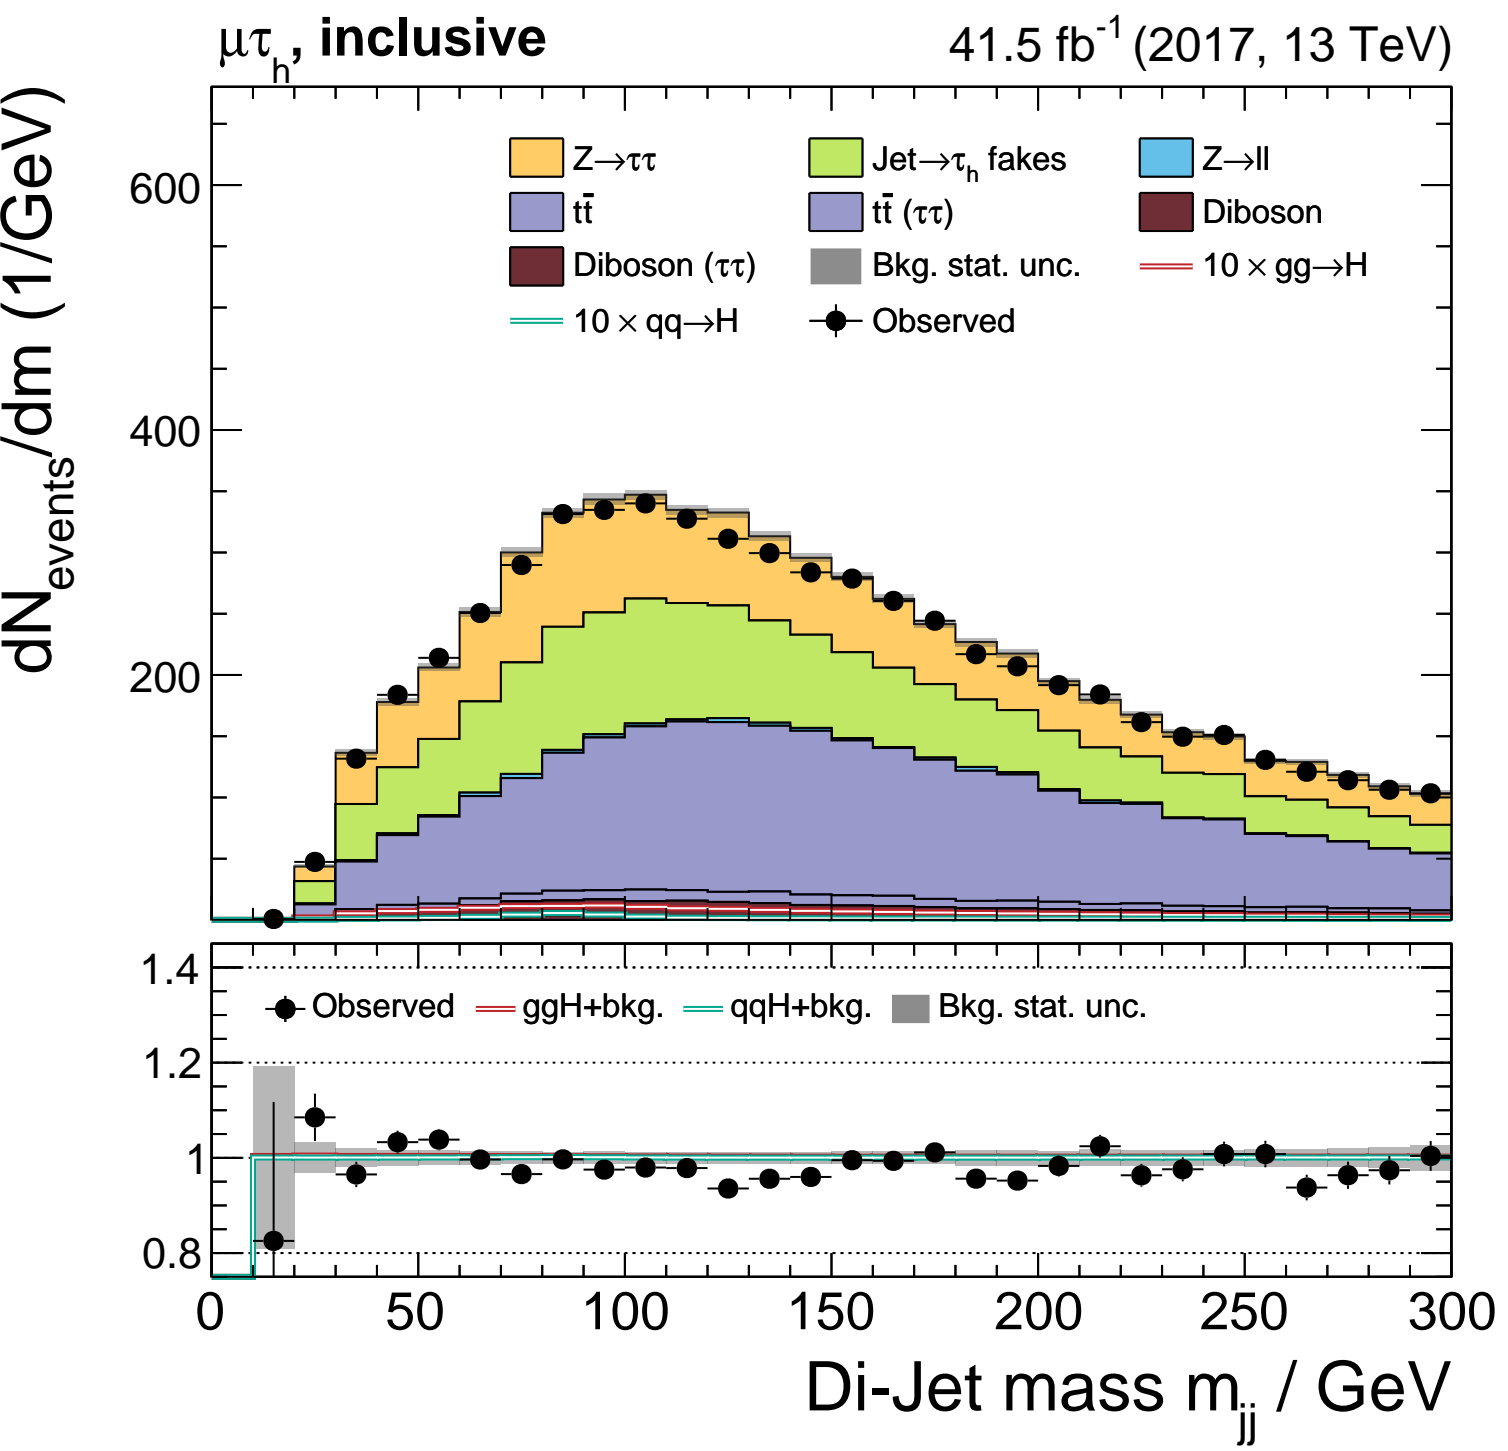 μτₕ, inclusive
41.5 fb⁻¹ (2017, 13 TeV)
dN_events/dm (1/GeV)
600
400
200
Z→ττ Jet→τₕ fakes Z→ll
tt̄ tt̄ (ττ) Diboson
Diboson (ττ) Bkg. stat. unc. 10 × gg→H
10 × qq→H Observed
1.4
1.2
1
0.8
Observed ggH+bkg. qqH+bkg. Bkg. stat. unc.
0 50 100 150 200 250 300
Di-Jet mass m_jj / GeV